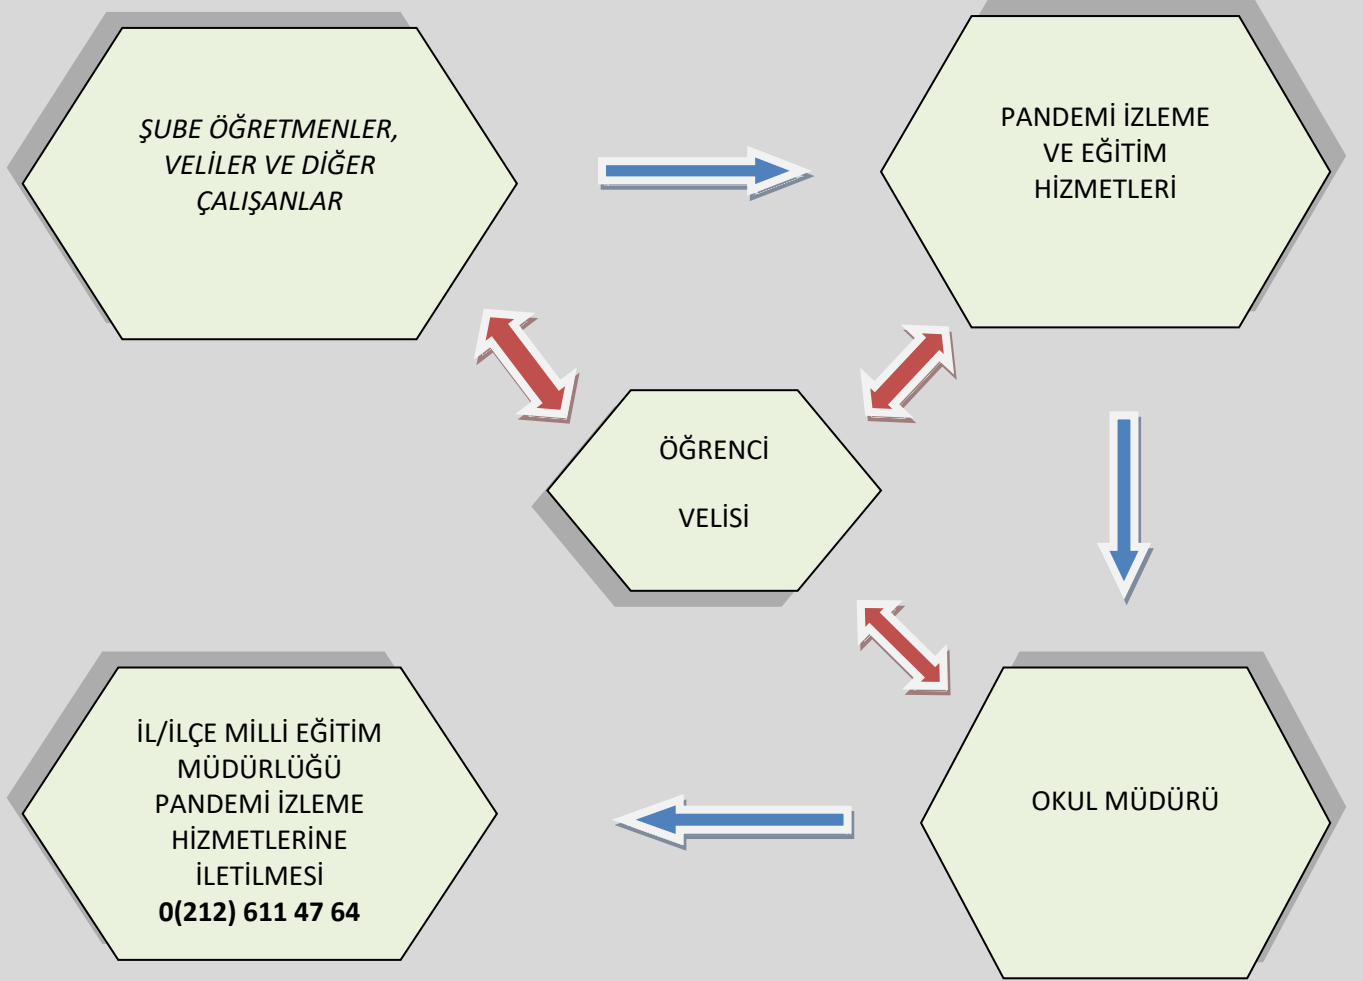 ŞUBE ÖĞRETMENLER,
VELİLER VE DİĞER
ÇALIŞANLAR
PANDEMİ İZLEME
VE EĞİTİM
HİZMETLERİ
ÖĞRENCİ
VELİSİ
İL/İLÇE MİLLİ EĞİTİM
MÜDÜRLÜĞÜ
PANDEMİ İZLEME
HİZMETLERİNE
İLETİLMESİ
0(212) 611 47 64
OKUL MÜDÜRÜ